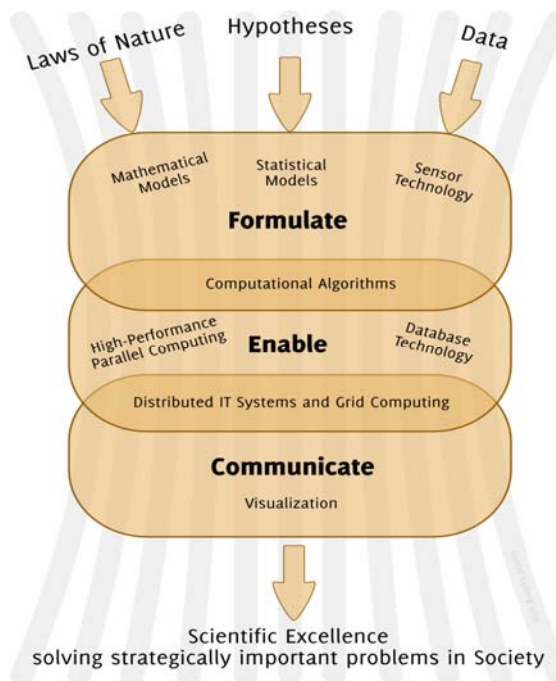 Laws of Nature
Hypotheses
Data
Mathematical
Models
Statistical
Models
Sensor
Technology
Formulate
Computational Algorithms
High-Performance
Parallel Computing
Enable
Database
Technology
Distributed IT Systems and Grid Computing
Communicate
Visualization
Scientific Excellence
solving strategically important problems in Society